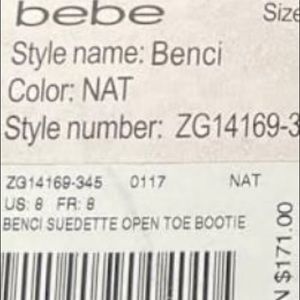 bebe Size
Style name: Benci
Color: NAT
Style number: ZG14169-3
ZG14169-345 0117 NAT
US: 8 FR: 8
BENCI SUEDETTE OPEN TOE BOOTIE
N $171.00